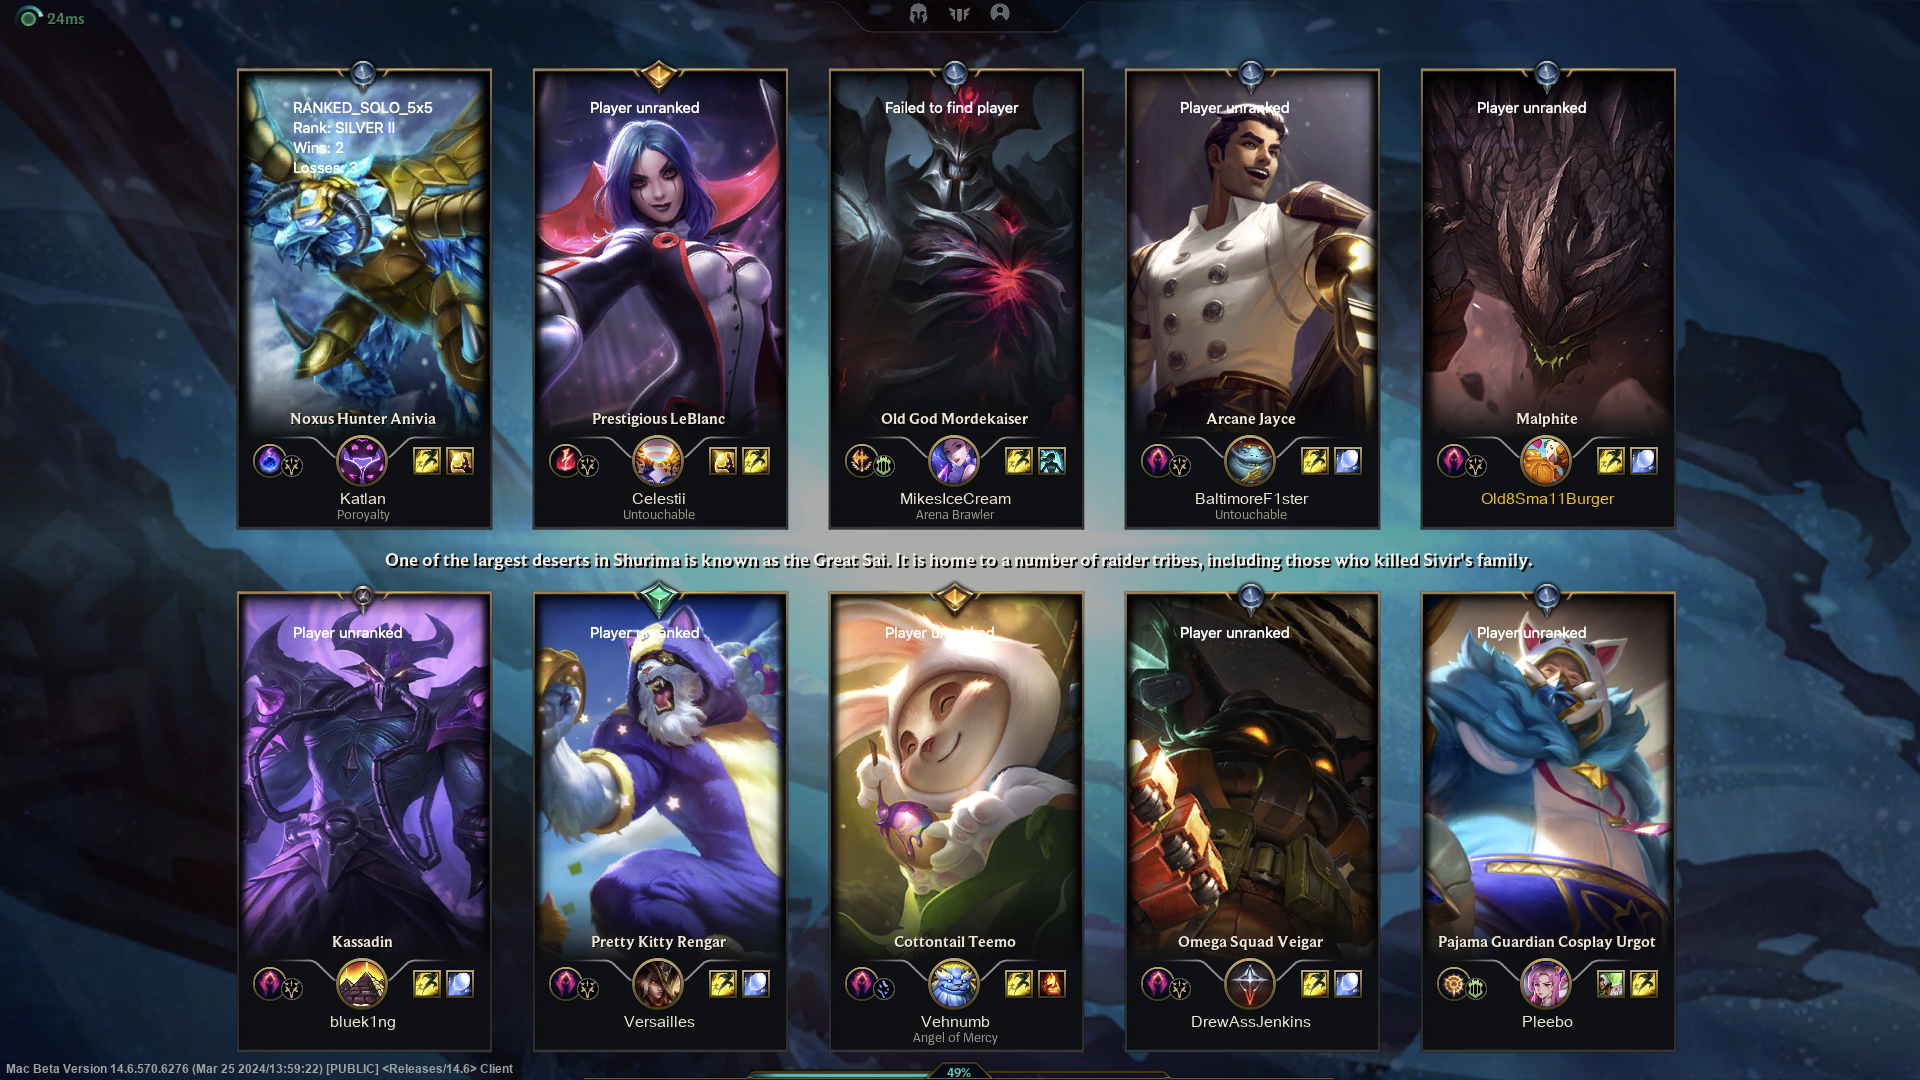 24ms
RANKED_SOLO_5x5
Rank: SILVER II
Wins: 2
Losses: 3
Player unranked
Failed to find player
Player unranked
Player unranked
Noxus Hunter Anivia
Prestigious LeBlanc
Old God Mordekaiser
Arcane Jayce
Malphite
Katlan
Poroyalty
Celestii
Untouchable
MikesIceCream
Arena Brawler
BaltimoreF1ster
Untouchable
Old8Sma11Burger
One of the largest deserts in Shurima is known as the Great Sai. It is home to a number of raider tribes, including those who killed Sivir's family.
Player unranked
Player unranked
Player unranked
Player unranked
Player unranked
Kassadin
Pretty Kitty Rengar
Cottontail Teemo
Omega Squad Veigar
Pajama Guardian Cosplay Urgot
bluek1ng
Versailles
Vehnumb
Angel of Mercy
DrewAssJenkins
Pleebo
Mac Beta Version 14.6.570.6276 (Mar 25 2024/13:59:22) [PUBLIC] <Releases/14.6> Client
49%